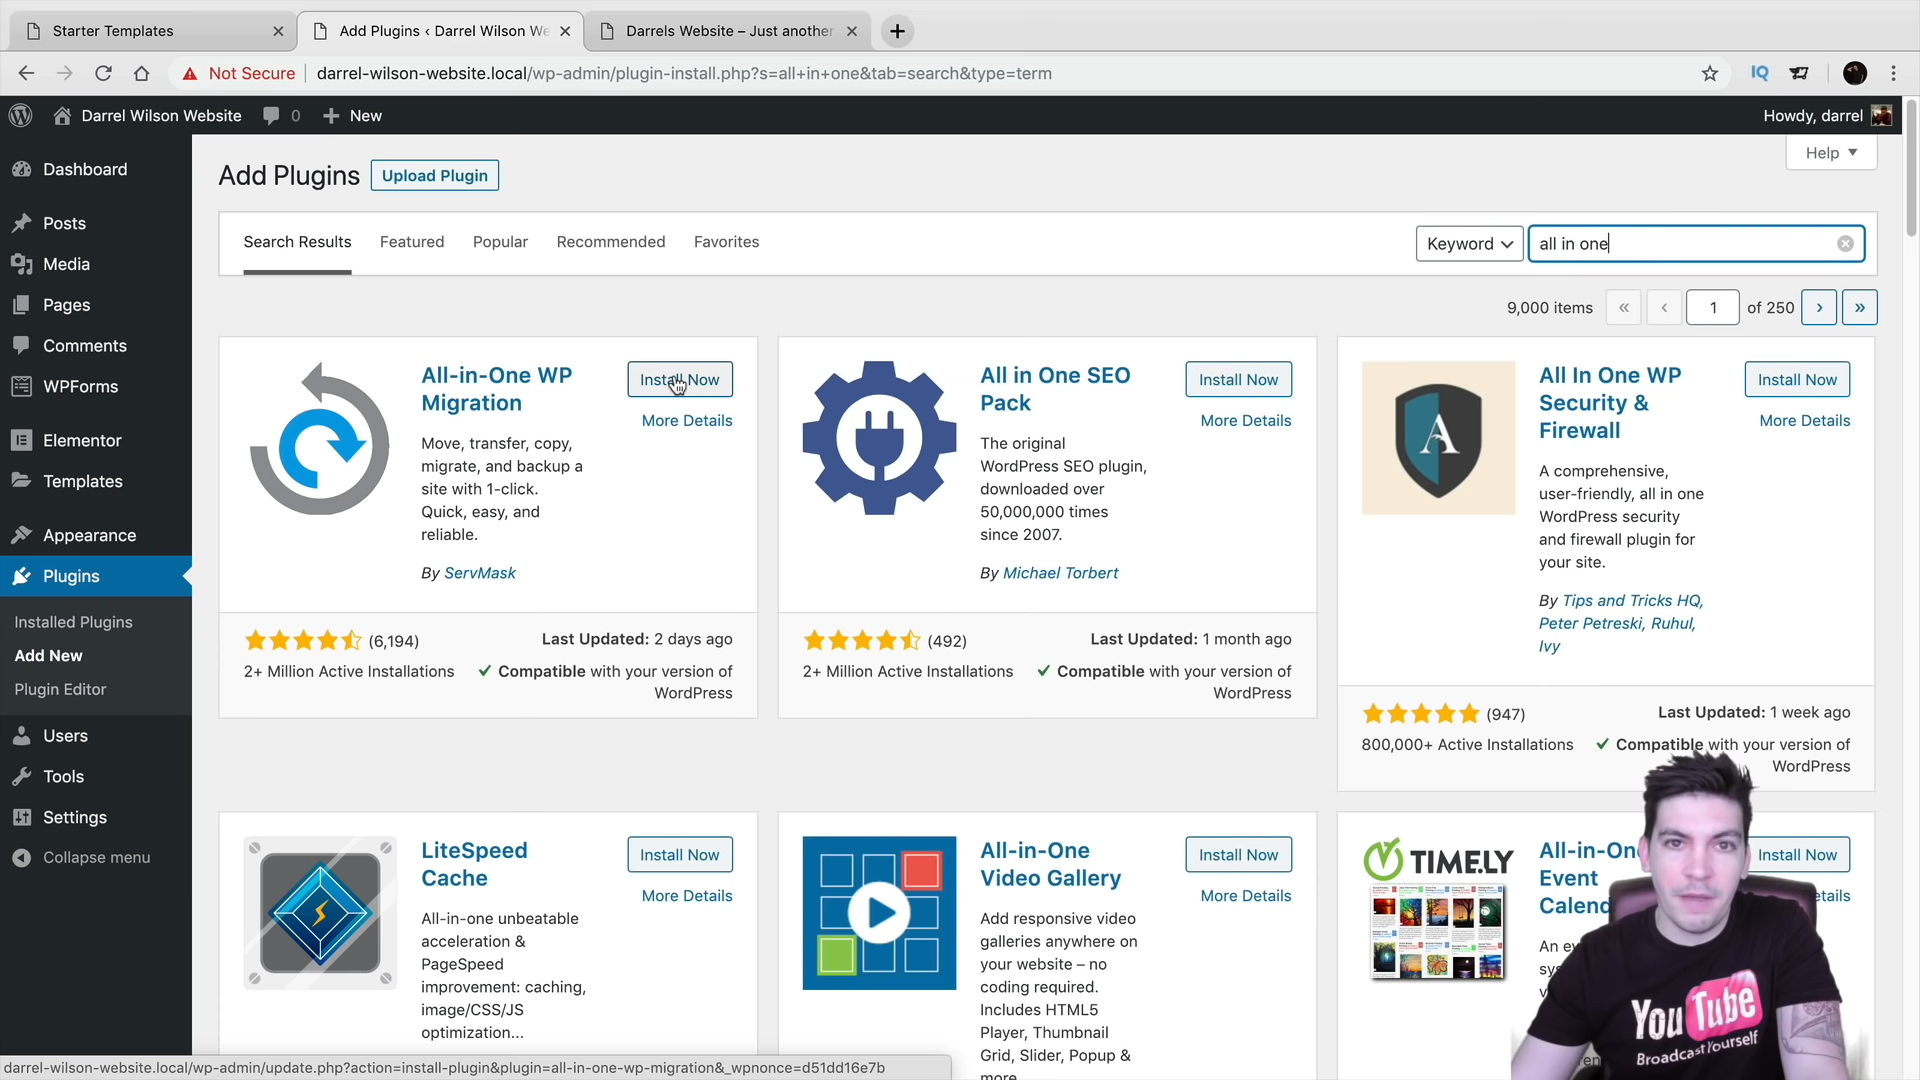 Starter Templates
Add Plugins ‹ Darrel Wilson We
Darrels Website – Just another
Not Secure
darrel-wilson-website.local/wp-admin/plugin-install.php?s=all+in+one&tab=search&type=term
IQ
Darrel Wilson Website
0
New
Howdy, darrel
Dashboard
Posts
Media
Pages
Comments
WPForms
Elementor
Templates
Appearance
Plugins
Installed Plugins
Add New
Plugin Editor
Users
Tools
Settings
Collapse menu
Add Plugins
Upload Plugin
Help
Search Results
Featured
Popular
Recommended
Favorites
Keyword
all in one
9,000 items
«
‹
1
of 250
›
»
All-in-One WP
Migration
Install Now
More Details
Move, transfer, copy,
migrate, and backup a
site with 1-click.
Quick, easy, and
reliable.
By ServMask
(6,194)
Last Updated: 2 days ago
2+ Million Active Installations
Compatible with your version of
WordPress
All in One SEO
Pack
Install Now
More Details
The original
WordPress SEO plugin,
downloaded over
50,000,000 times
since 2007.
By Michael Torbert
(492)
Last Updated: 1 month ago
2+ Million Active Installations
Compatible with your version of
WordPress
A
All In One WP
Security &
Firewall
Install Now
More Details
A comprehensive,
user-friendly, all in one
WordPress security
and firewall plugin for
your site.
By Tips and Tricks HQ,
Peter Petreski, Ruhul,
Ivy
(947)
Last Updated: 1 week ago
800,000+ Active Installations
Compatible with your version of
WordPress
LiteSpeed
Cache
Install Now
More Details
All-in-one unbeatable
acceleration &
PageSpeed
improvement: caching,
image/CSS/JS
optimization...
All-in-One
Video Gallery
Install Now
More Details
Add responsive video
galleries anywhere on
your website – no
coding required.
Includes HTML5
Player, Thumbnail
Grid, Slider, Popup &
more
TIMELY
All-in-On
Event
Calend
Install Now
etails
An ev
sys
YouTube
Broadcast Yourself
darrel-wilson-website.local/wp-admin/update.php?action=install-plugin&plugin=all-in-one-wp-migration&_wpnonce=d51dd16e7b